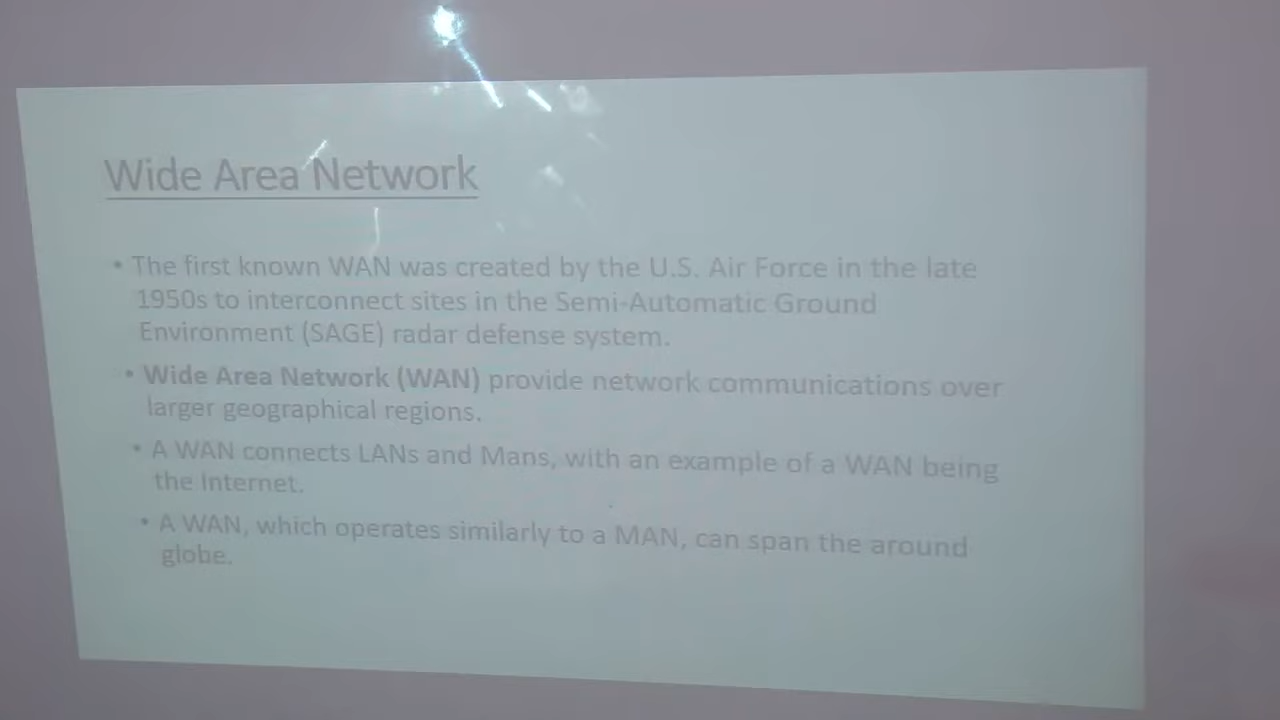 Wide Area Network
• The first known WAN was created by the U.S. Air Force in the late
1950s to interconnect sites in the Semi-Automatic Ground
Environment (SAGE) radar defense system.
• Wide Area Network (WAN) provide network communications over
larger geographical regions.
• A WAN connects LANs and Mans, with an example of a WAN being
the Internet.
• A WAN, which operates similarly to a MAN, can span the around
globe.